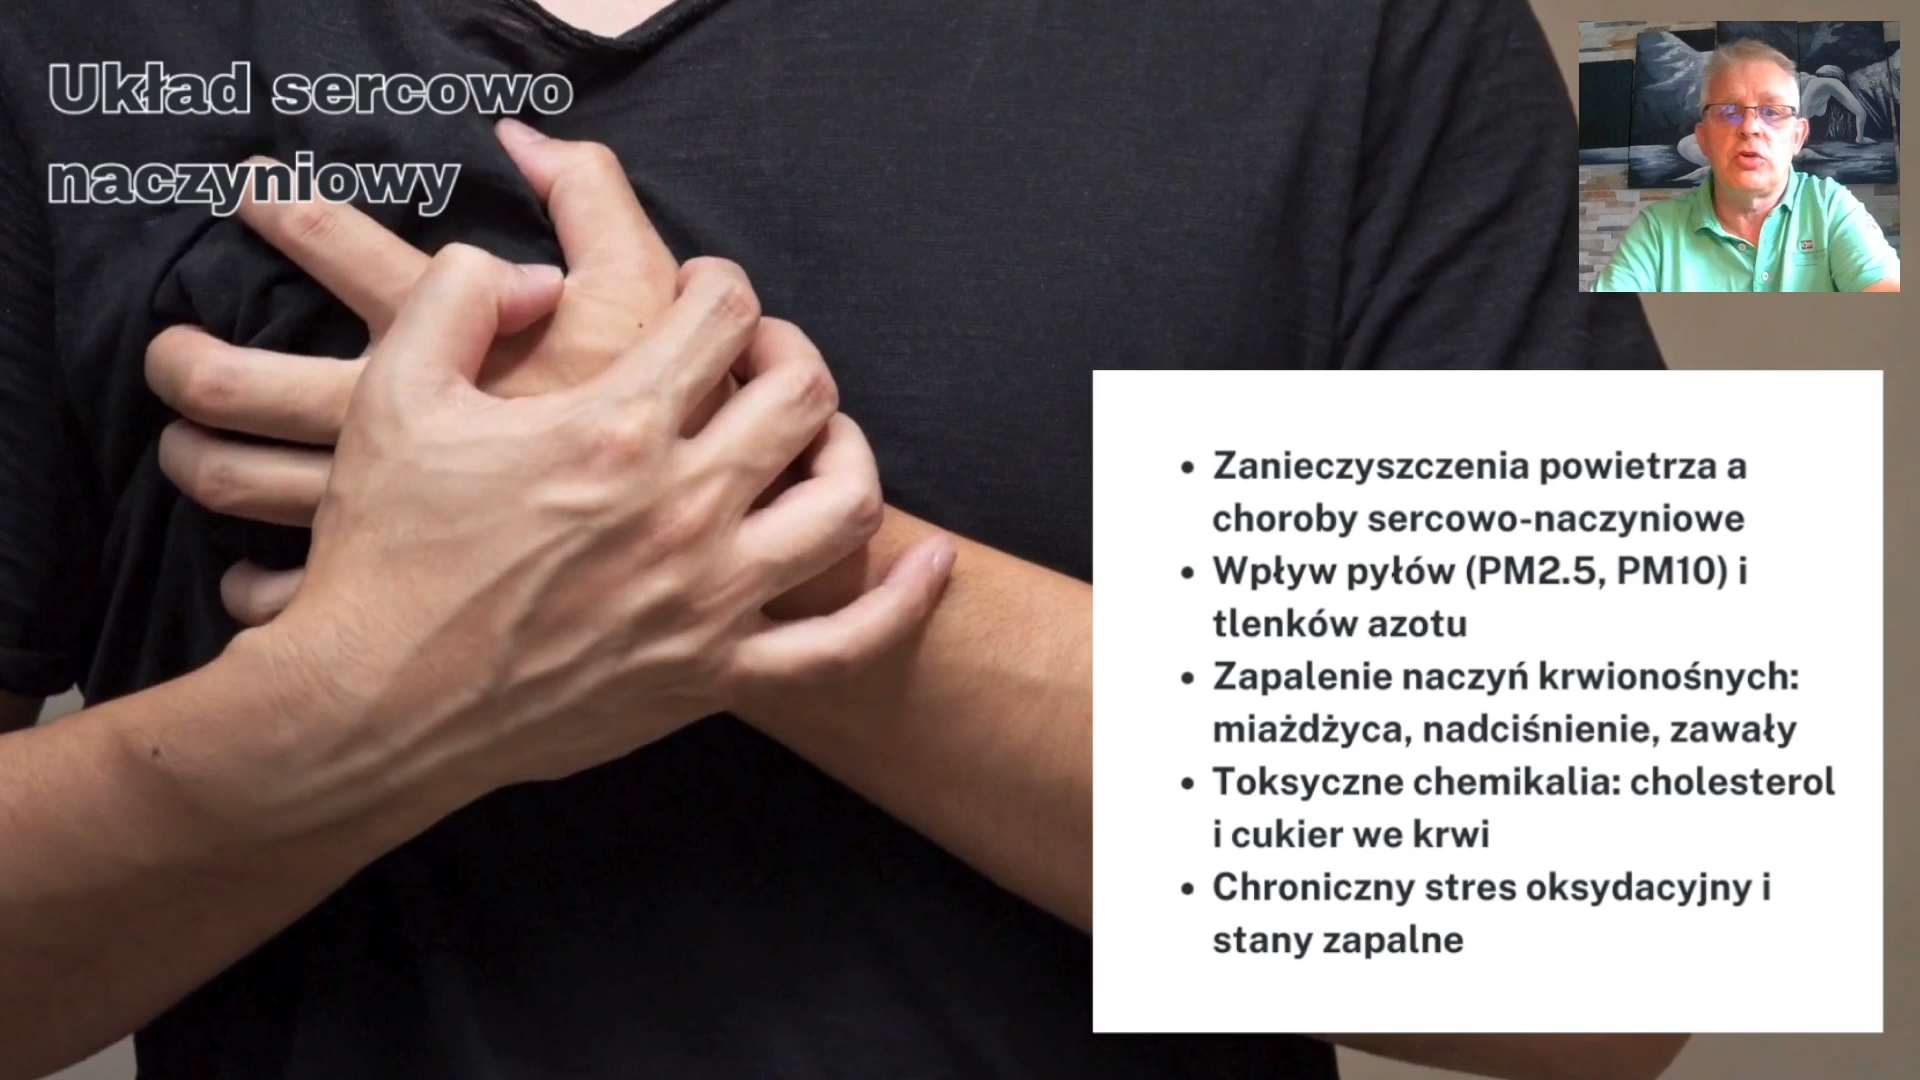 Układ sercowo
naczyniowy
• Zanieczyszczenia powietrza a
choroby sercowo-naczyniowe
• Wpływ pyłów (PM2.5, PM10) i
tlenków azotu
• Zapalenie naczyń krwionośnych:
miażdżyca, nadciśnienie, zawały
• Toksyczne chemikalia: cholesterol
i cukier we krwi
• Chroniczny stres oksydacyjny i
stany zapalne